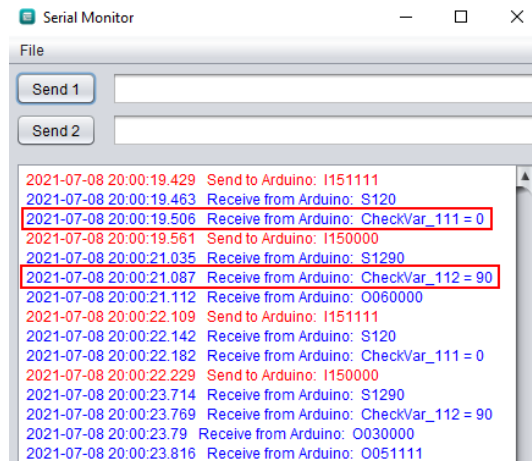 Serial Monitor
File
Send 1
Send 2
2021-07-08 20:00:19.429 Send to Arduino: I151111
2021-07-08 20:00:19.463 Receive from Arduino: S120
2021-07-08 20:00:19.506 Receive from Arduino: CheckVar_111 = 0
2021-07-08 20:00:19.561 Send to Arduino: I150000
2021-07-08 20:00:21.035 Receive from Arduino: S1290
2021-07-08 20:00:21.087 Receive from Arduino: CheckVar_112 = 90
2021-07-08 20:00:21.112 Receive from Arduino: O060000
2021-07-08 20:00:22.109 Send to Arduino: I151111
2021-07-08 20:00:22.142 Receive from Arduino: S120
2021-07-08 20:00:22.182 Receive from Arduino: CheckVar_111 = 0
2021-07-08 20:00:22.229 Send to Arduino: I150000
2021-07-08 20:00:23.714 Receive from Arduino: S1290
2021-07-08 20:00:23.769 Receive from Arduino: CheckVar_112 = 90
2021-07-08 20:00:23.79 Receive from Arduino: O030000
2021-07-08 20:00:23.816 Receive from Arduino: O051111